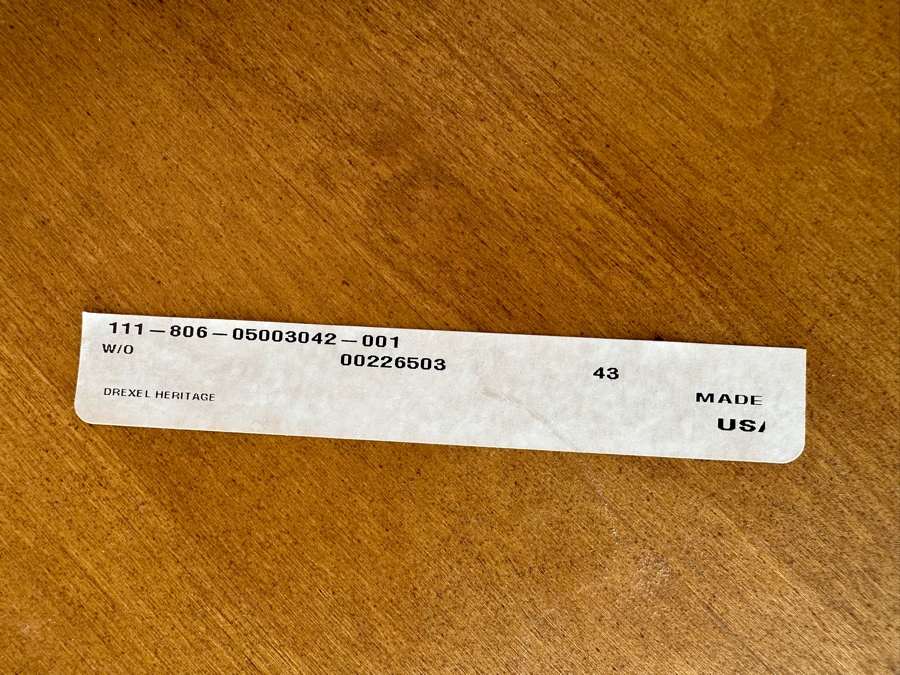 111-806-05003042-001
W/O 00226503 43
DREXEL HERITAGE MADE
USA